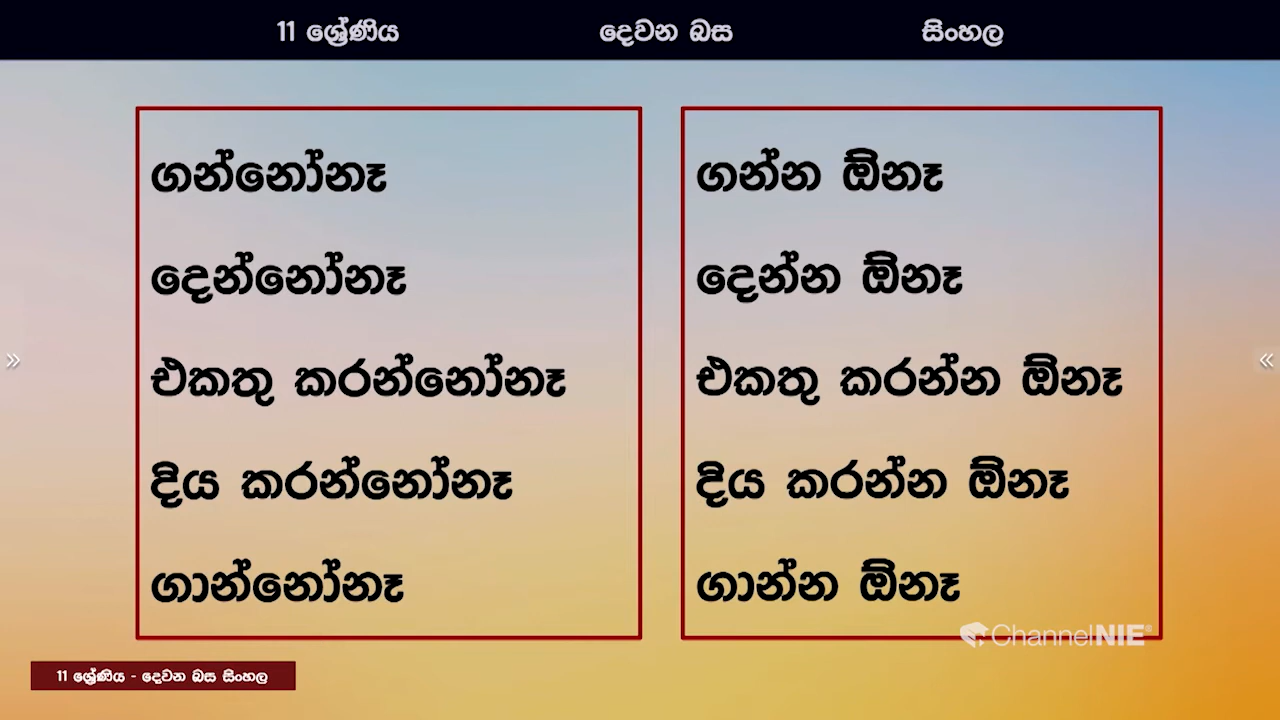 11 ශ්‍රේණිය දෙවන බස සිංහල
ගන්නෝනෑ
දෙන්නෝනෑ
එකතු කරන්නෝනෑ
දිය කරන්නෝනෑ
ගාන්නෝනෑ
ගන්න ඕනෑ
දෙන්න ඕනෑ
එකතු කරන්න ඕනෑ
දිය කරන්න ඕනෑ
ගාන්න ඕනෑ
ChannelNIE®
11 ශ්‍රේණිය - දෙවන බස සිංහල